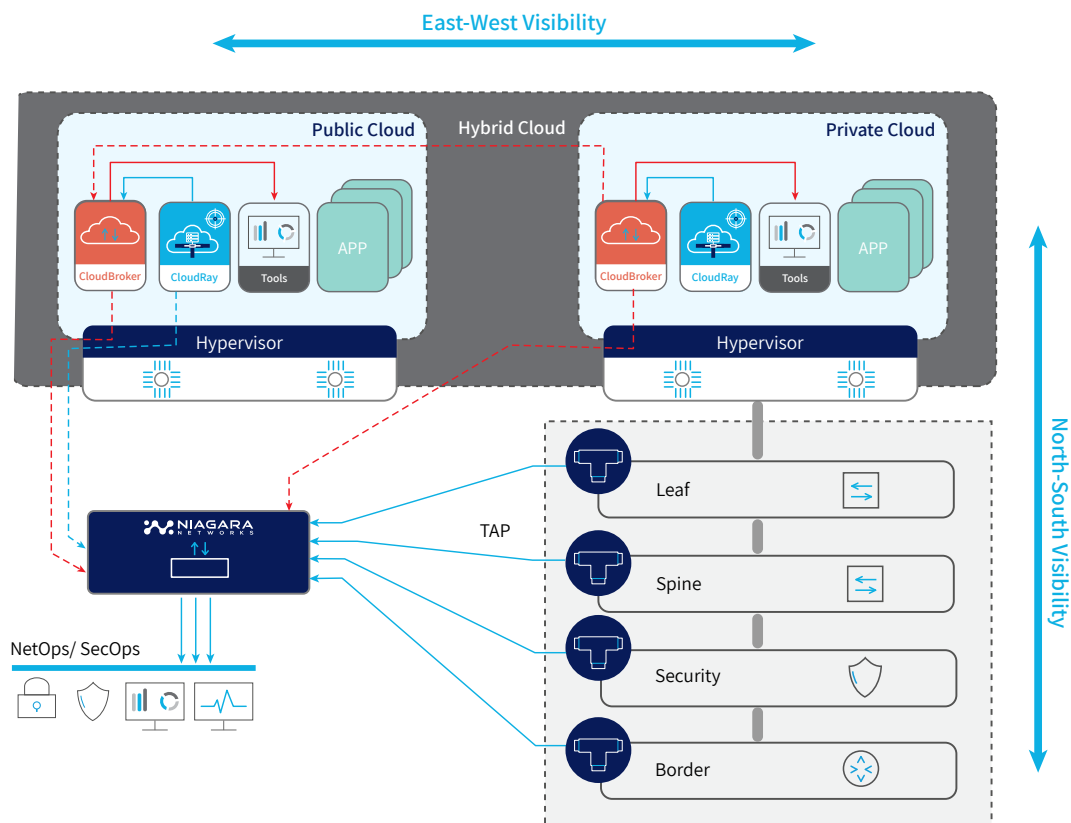 East-West Visibility
Public Cloud
Hybrid Cloud
Private Cloud
CloudBroker
CloudRay
Tools
APP
CloudBroker
CloudRay
Tools
APP
Hypervisor
Hypervisor
North-South Visibility
Leaf
NIAGARA
NETWORKS
TAP
Spine
NetOps/ SecOps
Security
Border